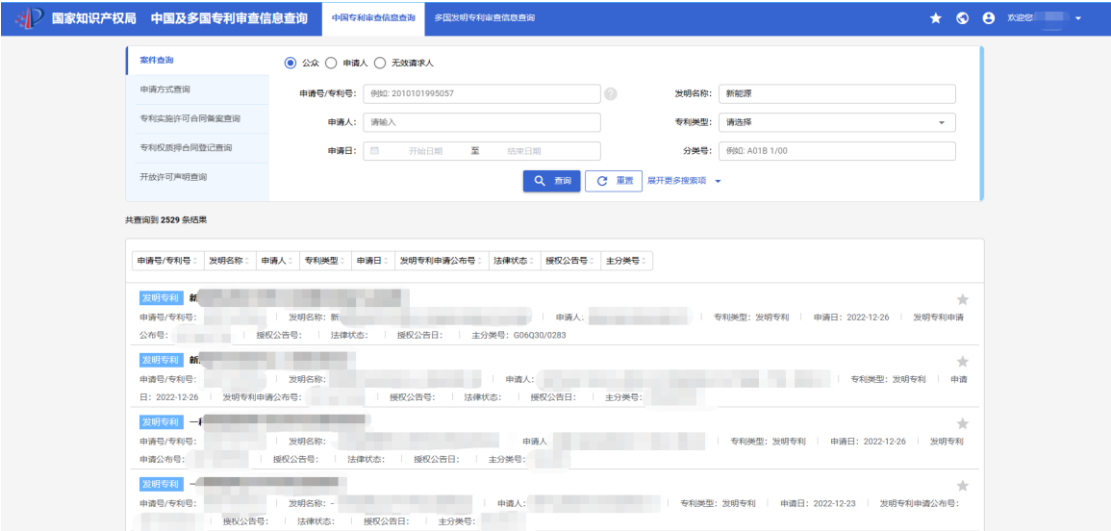 国家知识产权局 中国及多国专利审查信息查询 中国专利审查信息查询 多国发明专利审查信息查询 欢迎您
案件查询 公众 申请人 无效请求人
申请方式查询 申请号/专利号: 例如: 2010101995057 发明名称: 新能源
专利实施许可合同备案查询 申请人: 请输入 专利类型: 请选择
专利权质押合同登记查询 申请日: 开始日期 至 结束日期 分类号: 例如: A01B 1/00
开放许可声明查询 查询 重置 展开更多搜索项
共查询到 2529 条结果
申请号/专利号 发明名称 申请人 专利类型 申请日 发明专利申请公布号 法律状态 授权公告号 主分类号
发明专利 新
申请号/专利号: 发明名称: 新 申请人: 专利类型: 发明专利 申请日: 2022-12-26 发明专利申请
公布号: 授权公告号: 法律状态: 授权公告日: 主分类号: G06Q30/0283
发明专利 新
申请号/专利号: 发明名称: 申请人: 专利类型: 发明专利 申请
日: 2022-12-26 发明专利申请公布号: 授权公告号: 法律状态: 授权公告日: 主分类号:
发明专利 一
申请号/专利号: 发明名称: 申请人 专利类型: 发明专利 申请日: 2022-12-26 发明专利
申请公布号: 授权公告号: 法律状态: 授权公告日: 主分类号:
发明专利 一
申请号/专利号: 发明名称: 申请人: 专利类型: 发明专利 申请日: 2022-12-23 发明专利申请公布号:
授权公告号: 法律状态: 授权公告日: 主分类号: